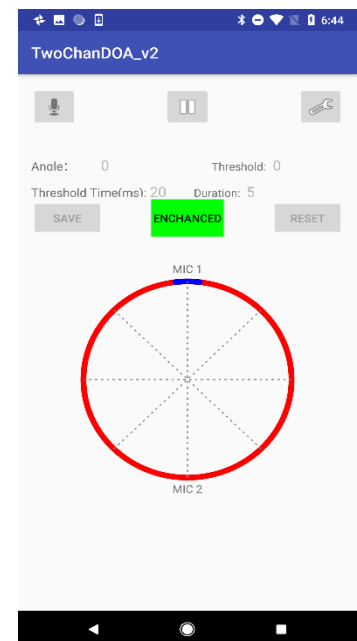 6:44
TwoChanDOA_v2
Angle: 0 Threshold: 0
Threshold Time(ms): 20 Duration: 5
SAVE ENCHANCED RESET
MIC 1
MIC 2